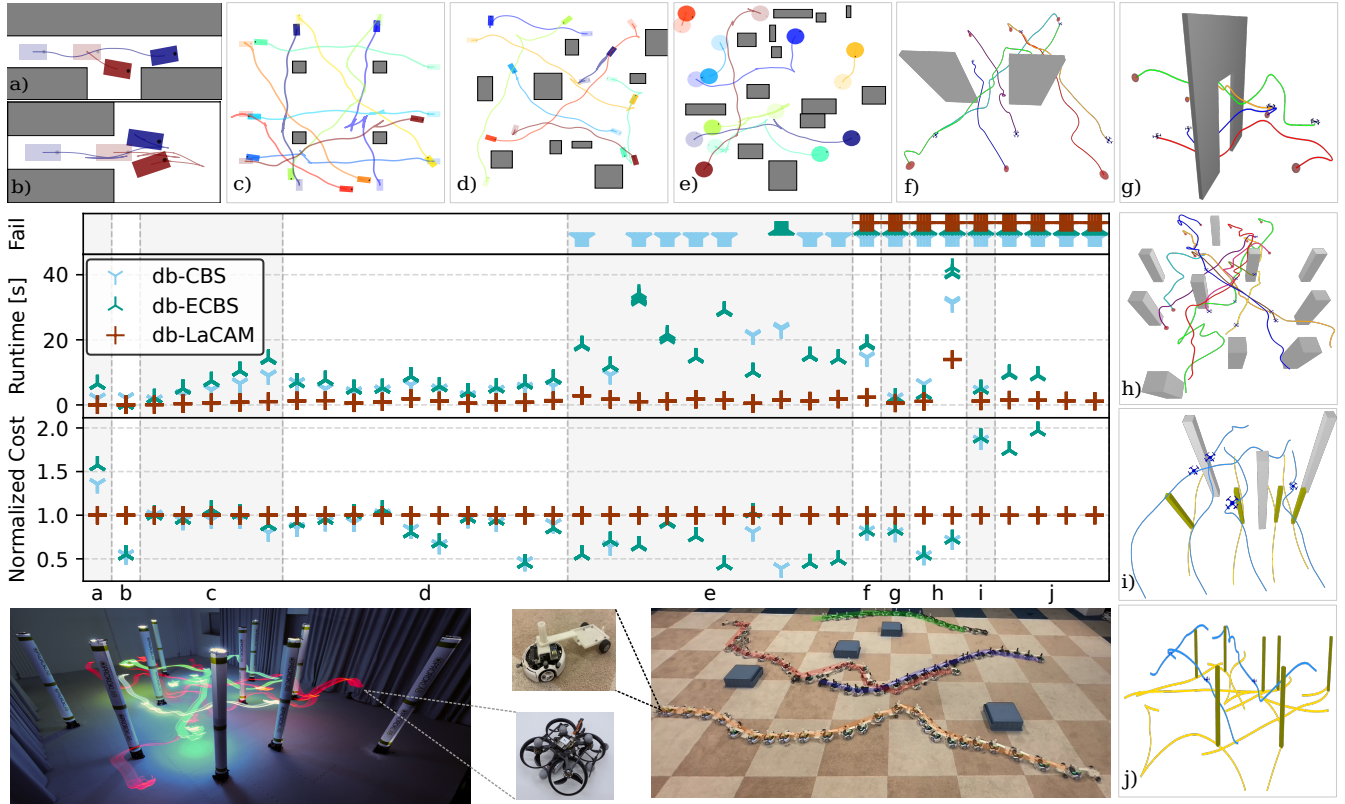 a)
b)
c)
d)
e)
f)
g)
Fail
Runtime [s]
40
20
0
db-CBS
db-ECBS
db-LaCAM
Normalized Cost
2.0
1.5
1.0
0.5
a b c d e f g h i j
h)
i)
j)